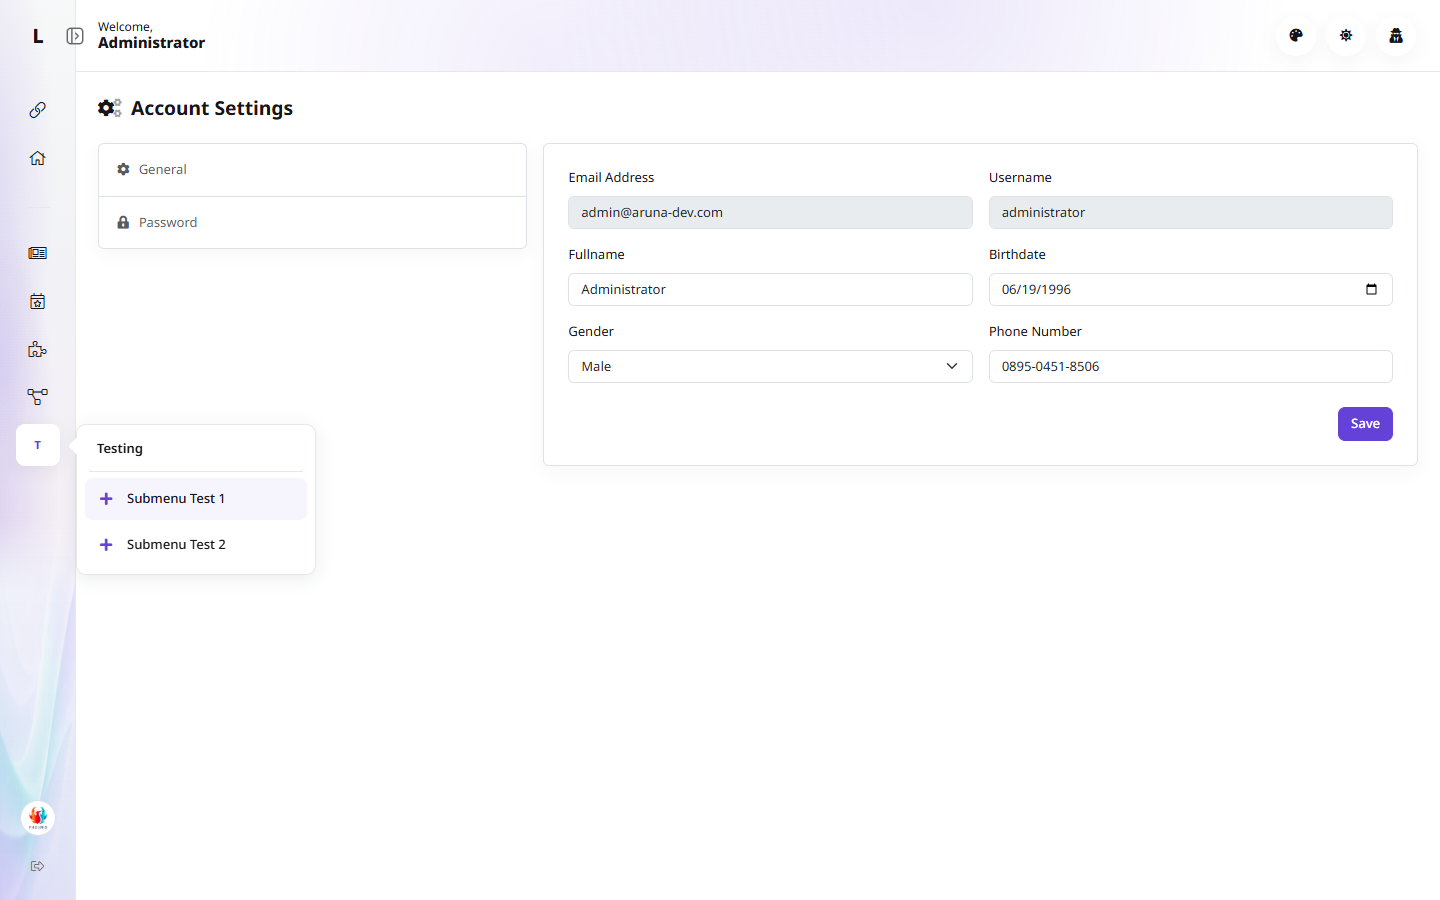 L
Welcome,
Administrator
Account Settings
General
Password
Email Address
Username
admin@aruna-dev.com
administrator
Fullname
Birthdate
Administrator
06/19/1996
Gender
Phone Number
Male
0895-0451-8506
Save
T
Testing
Submenu Test 1
Submenu Test 2